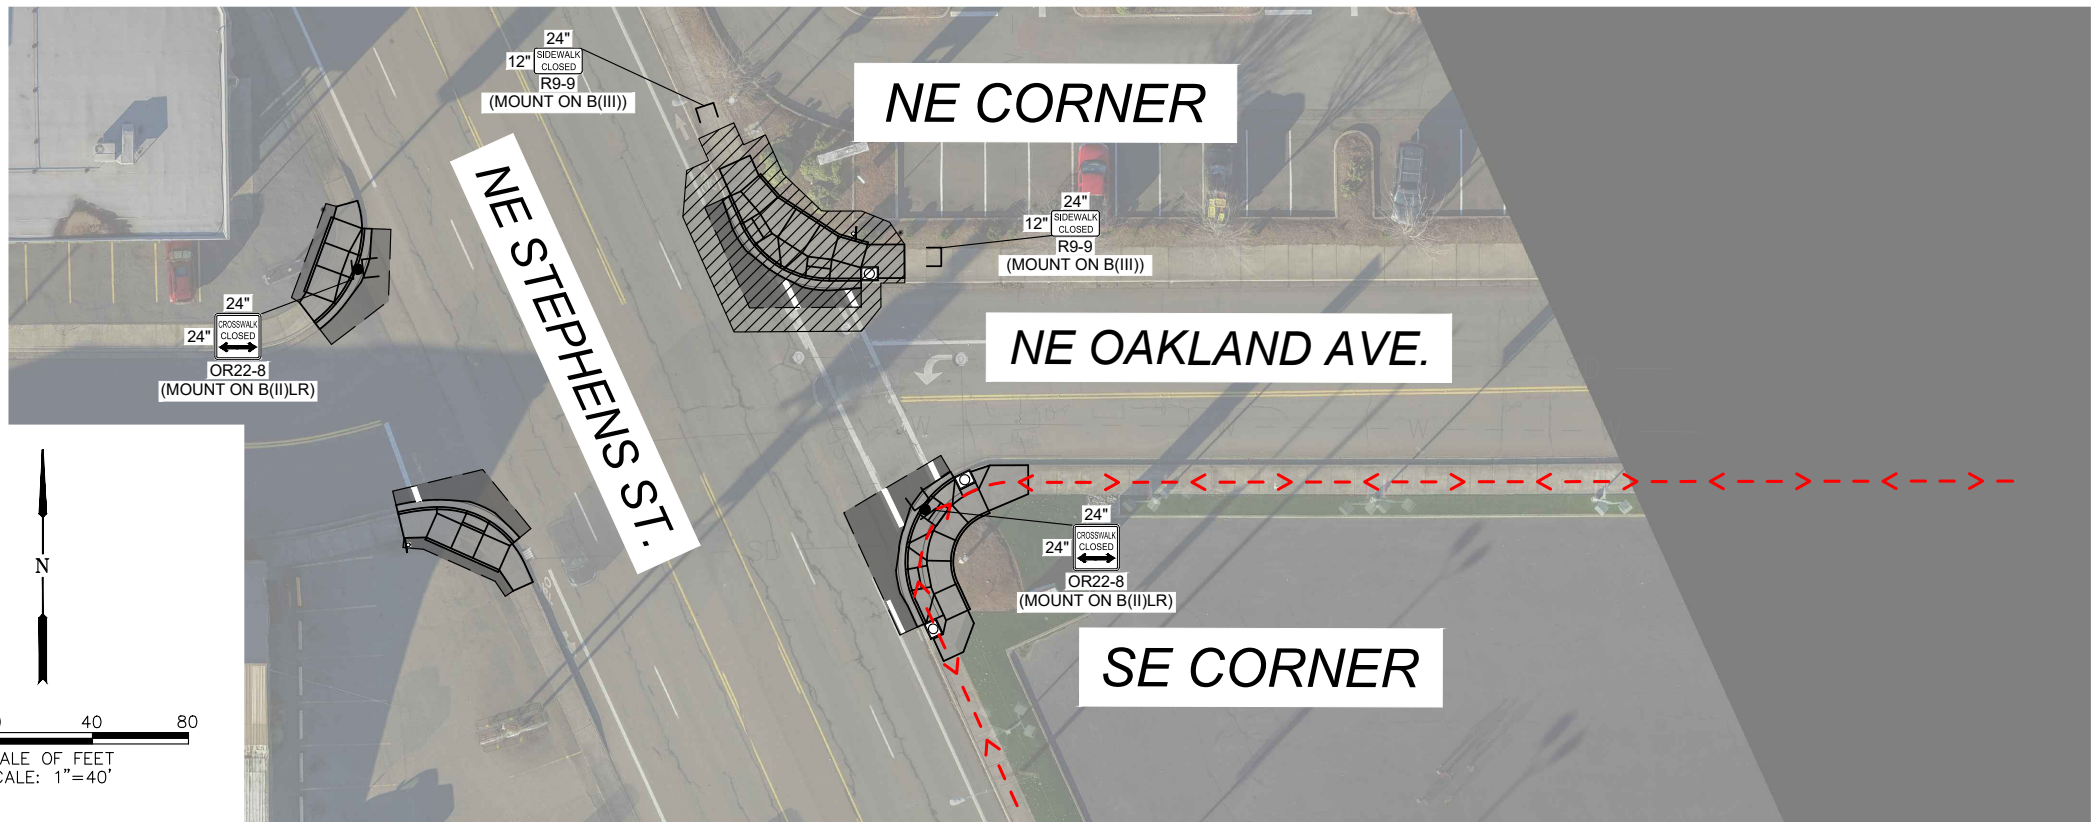 24"
12"
SIDEWALK
CLOSED
R9-9
(MOUNT ON B(III))
NE CORNER
NE STEPHENS ST.
24"
12"
SIDEWALK
CLOSED
R9-9
(MOUNT ON B(III))
24"
24"
CROSSWALK
CLOSED
OR22-8
(MOUNT ON B(II)LR)
NE OAKLAND AVE.
24"
24"
CROSSWALK
CLOSED
OR22-8
(MOUNT ON B(II)LR)
SE CORNER
N
40 80
ALE OF FEET
CALE: 1"=40'